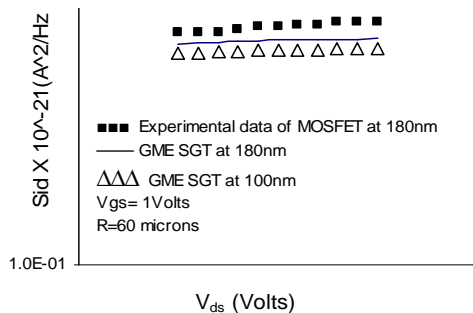 Sid X 10^-21(A^2/Hz
■■■ Experimental data of MOSFET at 180nm
GME SGT at 180nm
△△△ GME SGT at 100nm
Vgs= 1Volts
R=60 microns
1.0E-01
Vds (Volts)